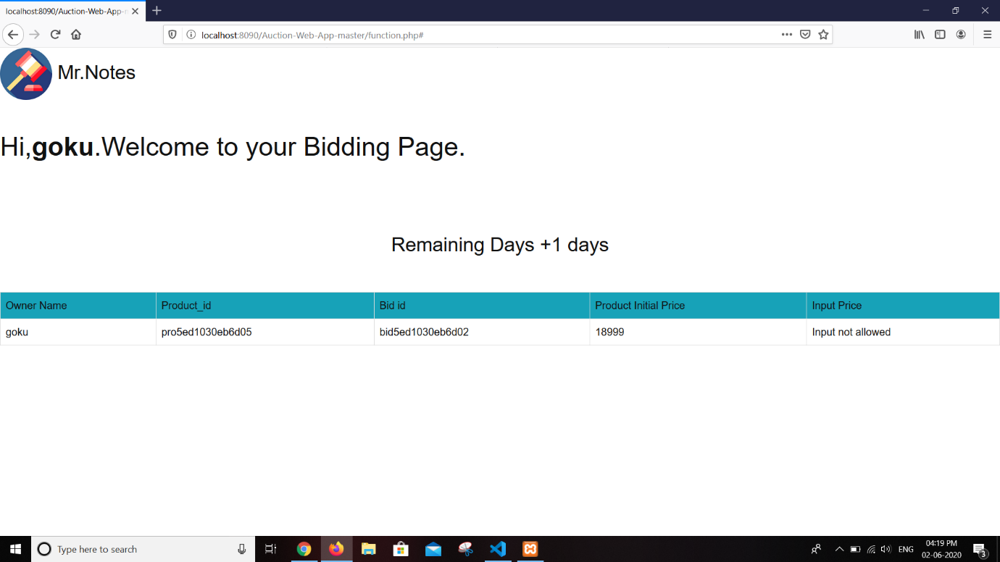 localhost:8090/Auction-Web-App-m
localhost:8090/Auction-Web-App-master/function.php#
Mr.Notes
Hi,goku.Welcome to your Bidding Page.
Remaining Days +1 days
Owner Name Product_id Bid id Product Initial Price Input Price
goku pro5ed1030eb6d05 bid5ed1030eb6d02 18999 Input not allowed
Type here to search
ENG
04:19 PM
02-06-2020
3